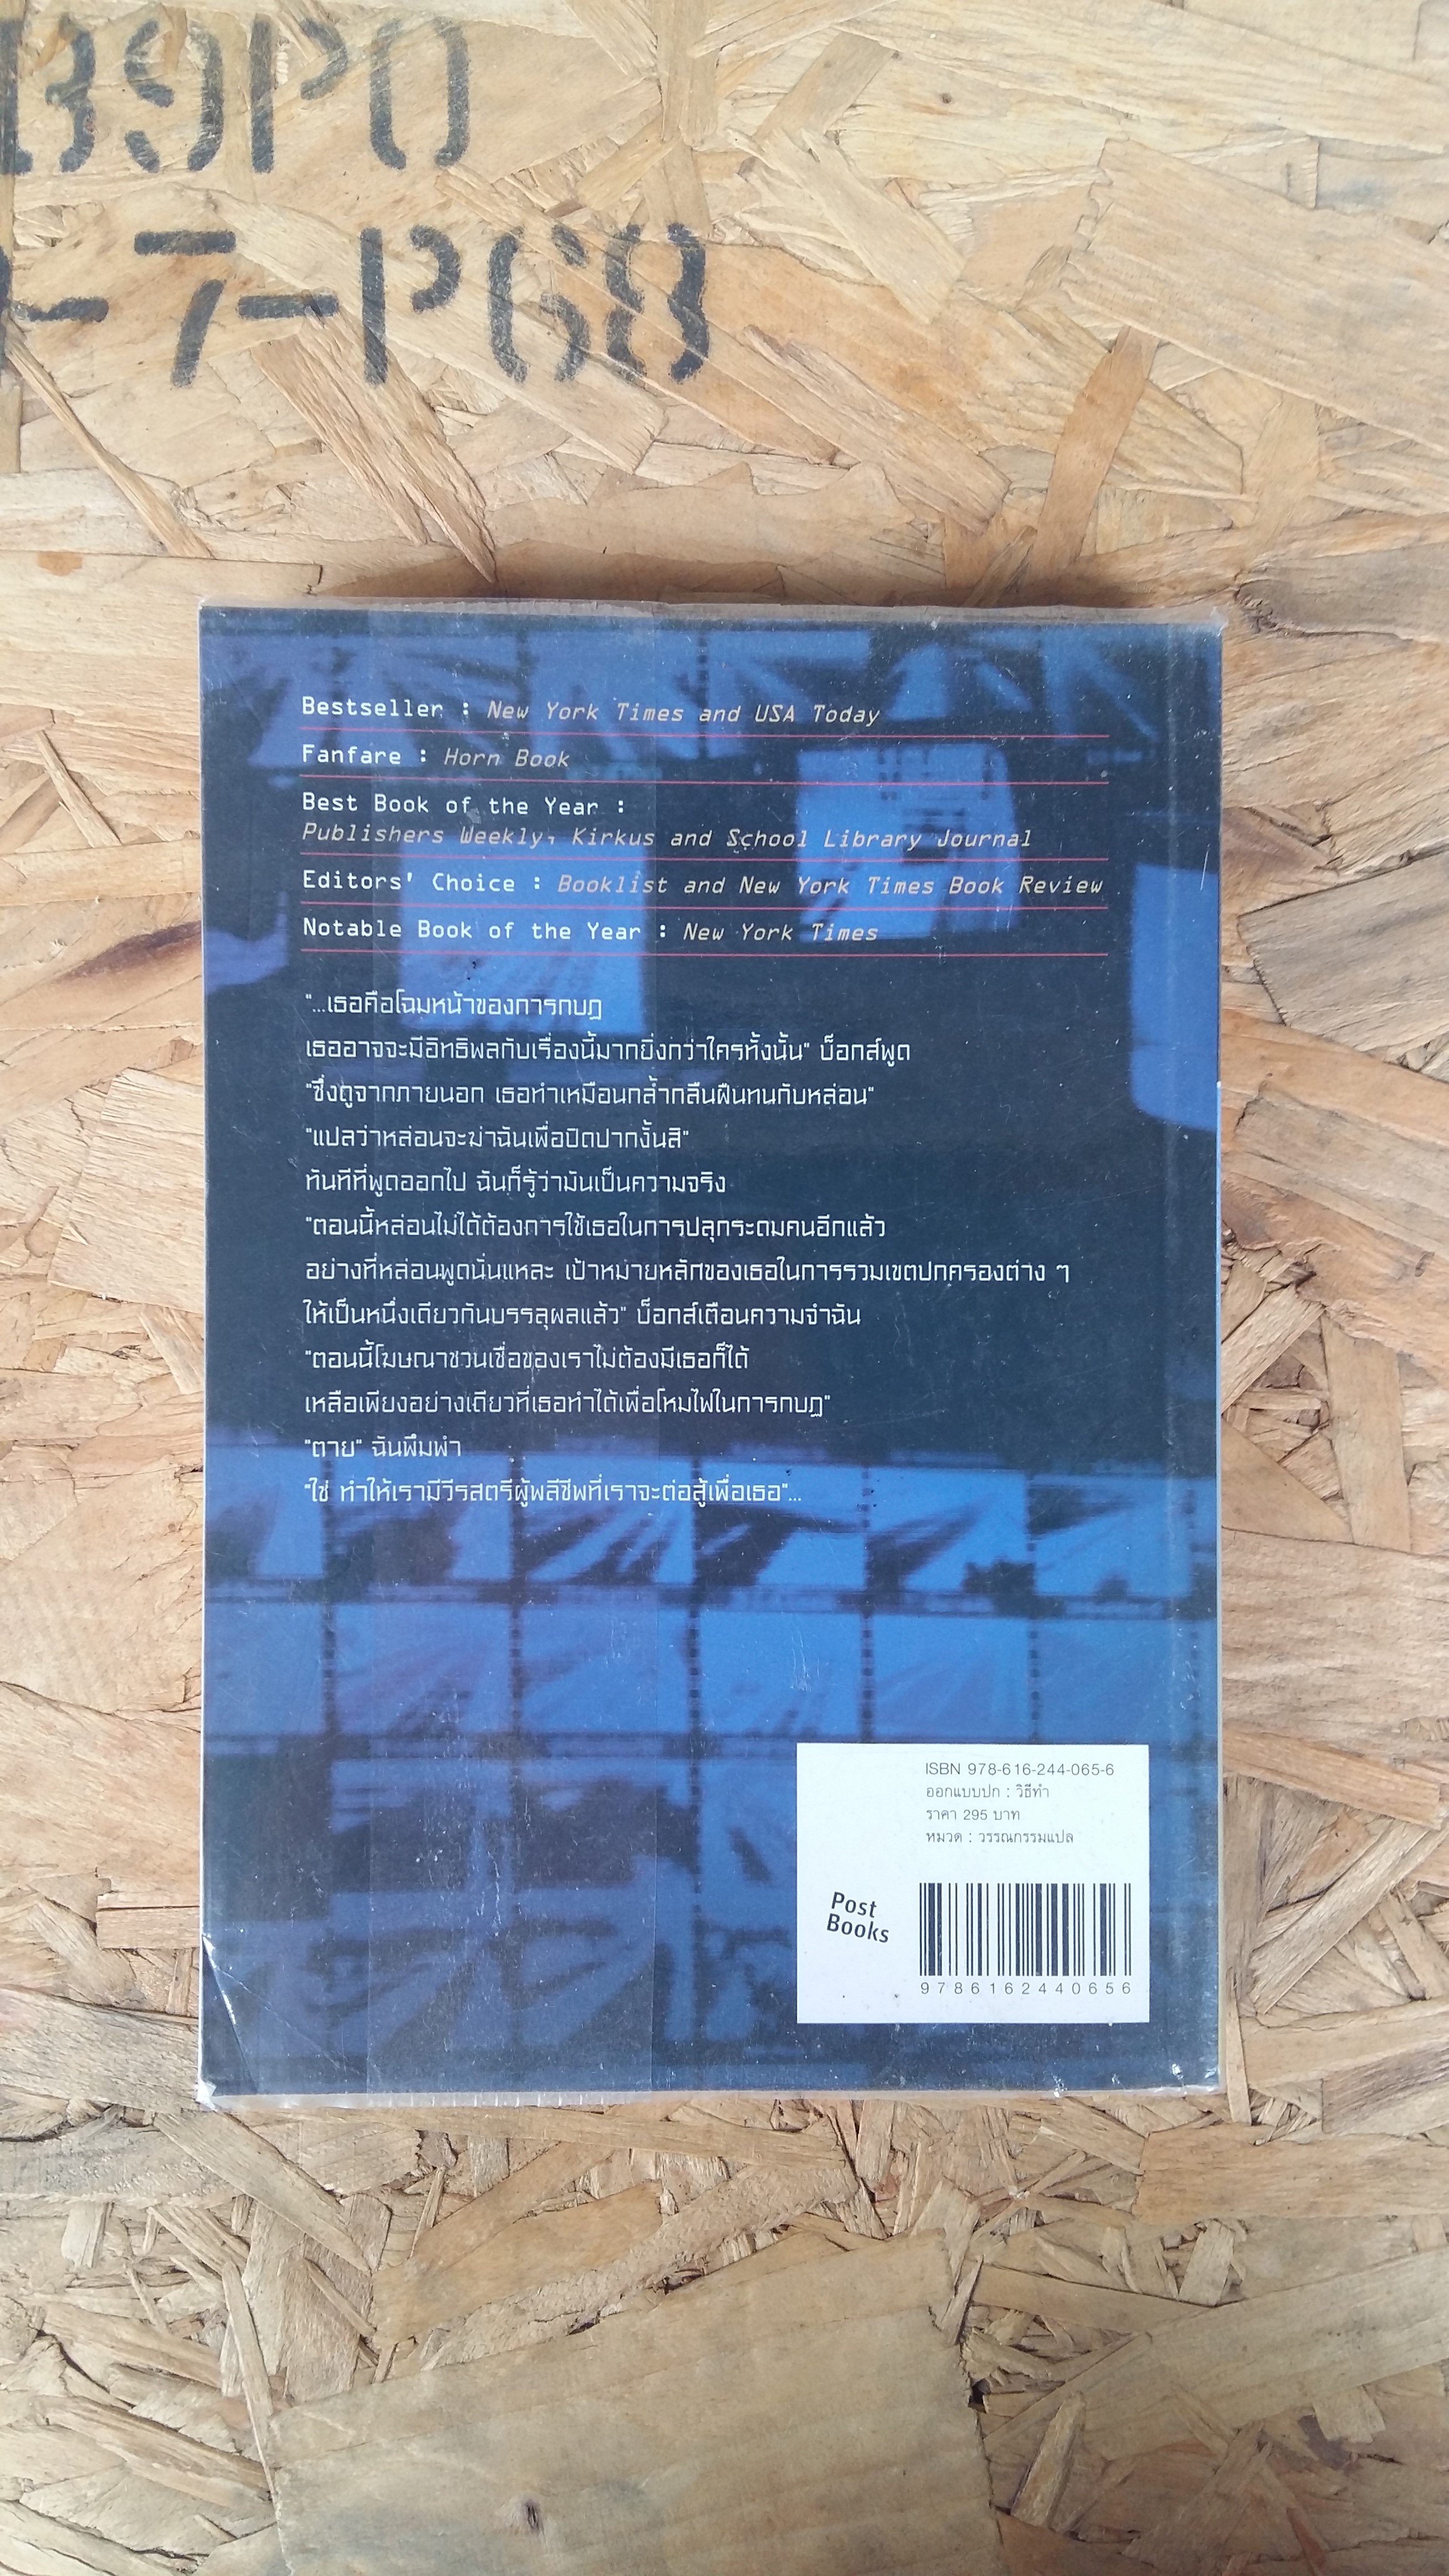 B9P0
-7-P68
Bestseller : New York Times and USA Today
Fanfare : Horn Book
Best Book of the Year :
Publishers Weekly, Kirkus and School Library Journal
Editors' Choice : Booklist and New York Times Book Review
Notable Book of the Year : New York Times
"...เธอคือโฉมหน้าของการกบฏ
เธออาจจะมีอิทธิพลกับเรื่องนี้มากยิ่งกว่าใครทั้งนั้น" บ็อกส์พูด
"ซึ่งดูจากภายนอก เธอทำเหมือนกล้ำกลืนฝืนทนกับหล่อน"
"แปลว่าหล่อนจะฆ่าฉันเพื่อปิดปากงั้นสิ"
ทันทีที่พูดออกไป ฉันก็รู้ว่ามันเป็นความจริง
"ตอนนี้หล่อนไม่ได้ต้องการใช้เธอในการปลุกระดมคนอีกแล้ว
อย่างที่หล่อนพูดนั่นแหละ เป้าหมายหลักของเธอในการรวมเขตปกครองต่าง ๆ
ให้เป็นหนึ่งเดียวกันบรรลุผลแล้ว" บ็อกส์เตือนความจำฉัน
"ตอนนี้โฆษณาชวนเชื่อของเราไม่ต้องมีเธอก็ได้
เหลือเพียงอย่างเดียวที่เธอทำได้เพื่อโหมไฟในการกบฏ"
"ตาย" ฉันพึมพำ
"ใช่ ทำให้เรามีวีรสตรีผู้พลีชีพที่เราจะต่อสู้เพื่อเธอ"...
ISBN 978-616-244-065-6
ออกแบบปก : วิธีทำ
ราคา 295 บาท
หมวด : วรรณกรรมแปล
Post
Books
9786162440656